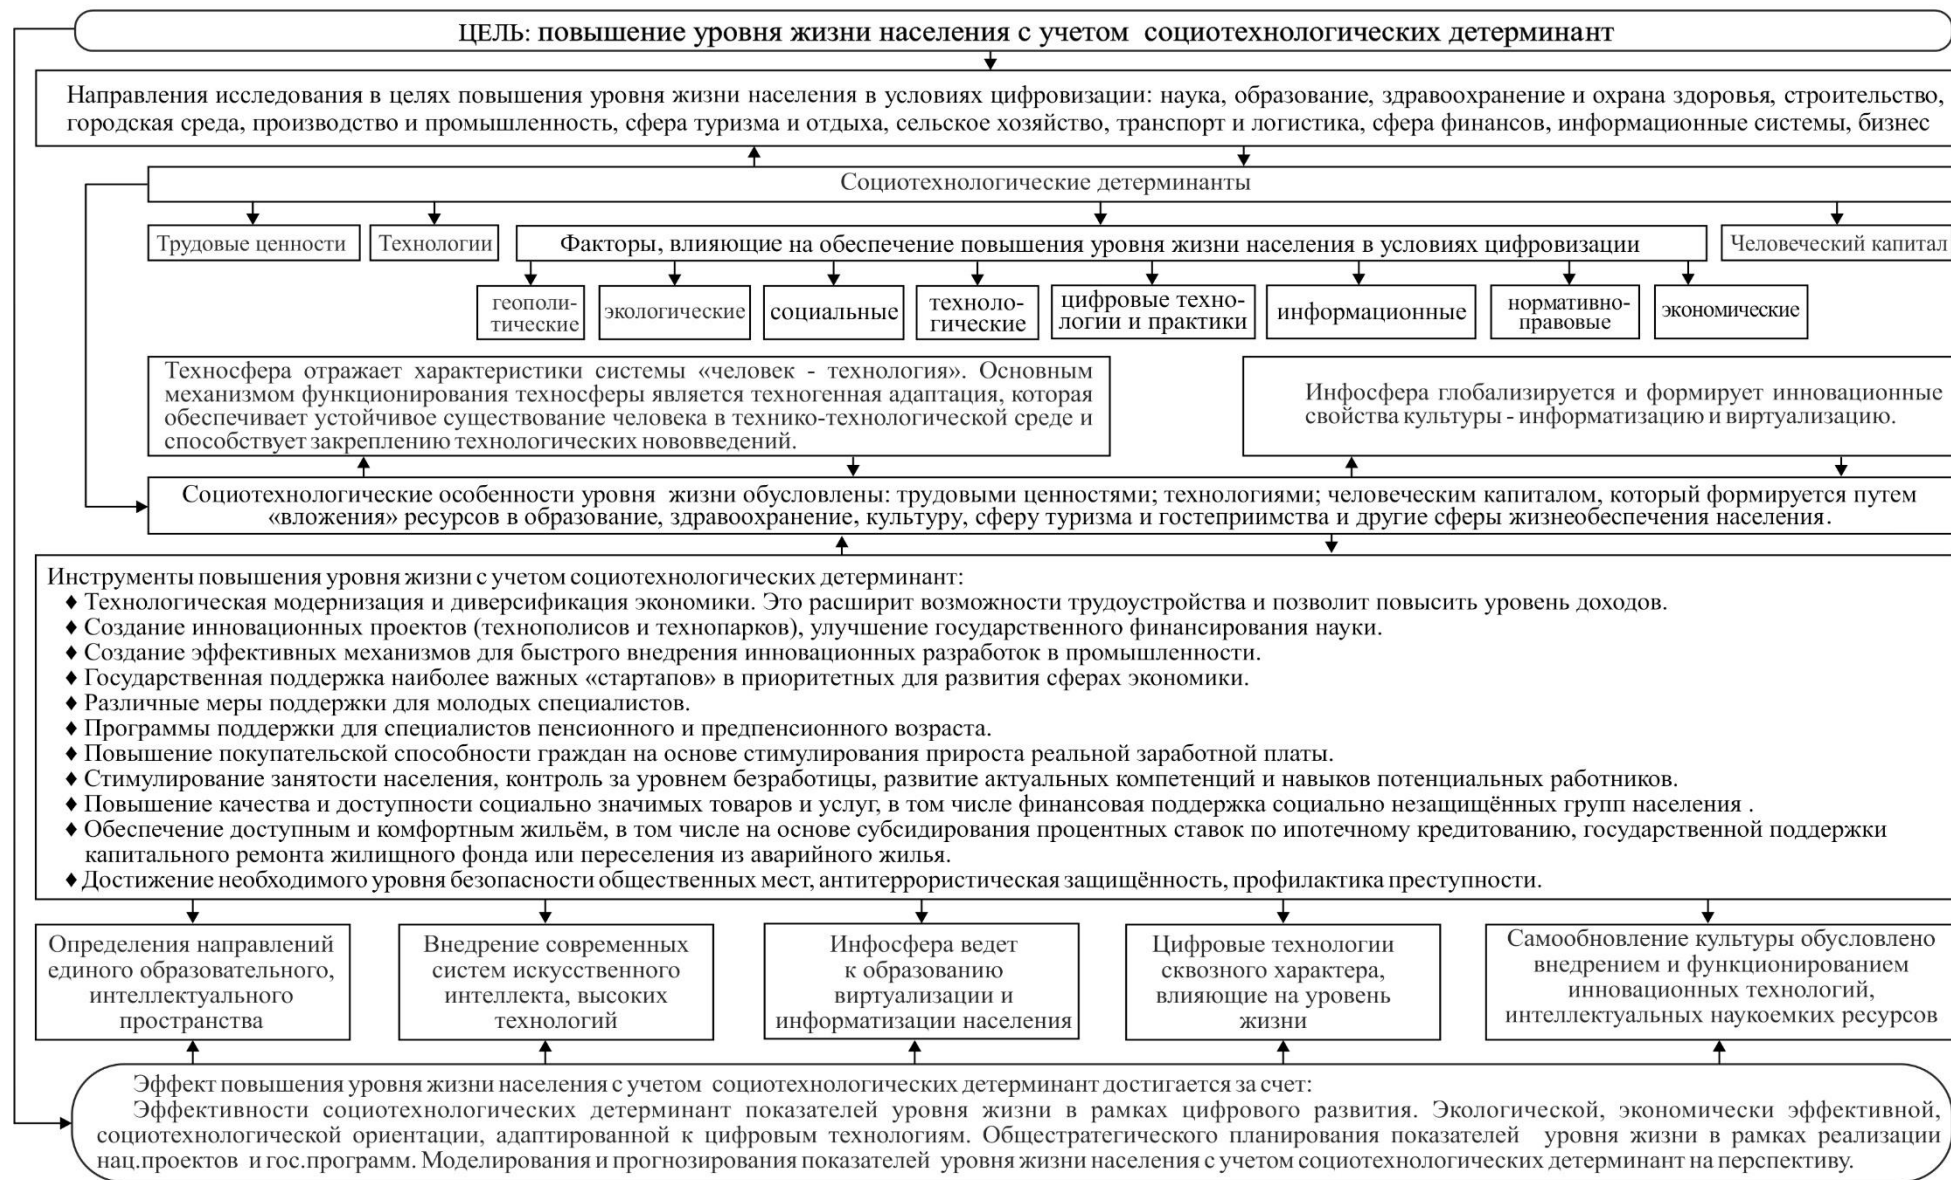 ЦЕЛЬ: повышение уровня жизни населения с учетом социотехнологических детерминант
Направления исследования в целях повышения уровня жизни населения в условиях цифровизации: наука, образование, здравоохранение и охрана здоровья, строительство,
городская среда, производство и промышленность, сфера туризма и отдыха, сельское хозяйство, транспорт и логистика, сфера финансов, информационные системы, бизнес
Социотехнологические детерминанты
Трудовые ценности
Технологии
Факторы, влияющие на обеспечение повышения уровня жизни населения в условиях цифровизации
Человеческий капитал
геополи-
тические
экологические
социальные
техноло-
гические
цифровые техно-
логии и практики
информационные
нормативно-
правовые
экономические
Техносфера отражает характеристики системы «человек - технология». Основным
механизмом функционирования техносферы является техногенная адаптация, которая
обеспечивает устойчивое существование человека в технико-технологической среде и
способствует закреплению технологических нововведений.
Инфосфера глобализируется и формирует инновационные
свойства культуры - информатизацию и виртуализацию.
Социотехнологические особенности уровня жизни обусловлены: трудовыми ценностями; технологиями; человеческим капиталом, который формируется путем
«вложения» ресурсов в образование, здравоохранение, культуру, сферу туризма и гостеприимства и другие сферы жизнеобеспечения населения.
Инструменты повышения уровня жизни с учетом социотехнологических детерминант:
♦ Технологическая модернизация и диверсификация экономики. Это расширит возможности трудоустройства и позволит повысить уровень доходов.
♦ Создание инновационных проектов (технополисов и технопарков), улучшение государственного финансирования науки.
♦ Создание эффективных механизмов для быстрого внедрения инновационных разработок в промышленности.
♦ Государственная поддержка наиболее важных «стартапов» в приоритетных для развития сферах экономики.
♦ Различные меры поддержки для молодых специалистов.
♦ Программы поддержки для специалистов пенсионного и предпенсионного возраста.
♦ Повышение покупательской способности граждан на основе стимулирования прироста реальной заработной платы.
♦ Стимулирование занятости населения, контроль за уровнем безработицы, развитие актуальных компетенций и навыков потенциальных работников.
♦ Повышение качества и доступности социально значимых товаров и услуг, в том числе финансовая поддержка социально незащищённых групп населения .
♦ Обеспечение доступным и комфортным жильём, в том числе на основе субсидирования процентных ставок по ипотечному кредитованию, государственной поддержки
капитального ремонта жилищного фонда или переселения из аварийного жилья.
♦ Достижение необходимого уровня безопасности общественных мест, антитеррористическая защищённость, профилактика преступности.
Определения направлений
единого образовательного,
интеллектуального
пространства
Внедрение современных
систем искусственного
интеллекта, высоких
технологий
Инфосфера ведет
к образованию
виртуализации и
информатизации населения
Цифровые технологии
сквозного характера,
влияющие на уровень
жизни
Самообновление культуры обусловлено
внедрением и функционированием
инновационных технологий,
интеллектуальных наукоемких ресурсов
Эффект повышения уровня жизни населения с учетом социотехнологических детерминант достигается за счет:
Эффективности социотехнологических детерминант показателей уровня жизни в рамках цифрового развития. Экологической, экономически эффективной,
социотехнологической ориентации, адаптированной к цифровым технологиям. Общестратегического планирования показателей уровня жизни в рамках реализации
нац.проектов и гос.программ. Моделирования и прогнозирования показателей уровня жизни населения с учетом социотехнологических детерминант на перспективу.